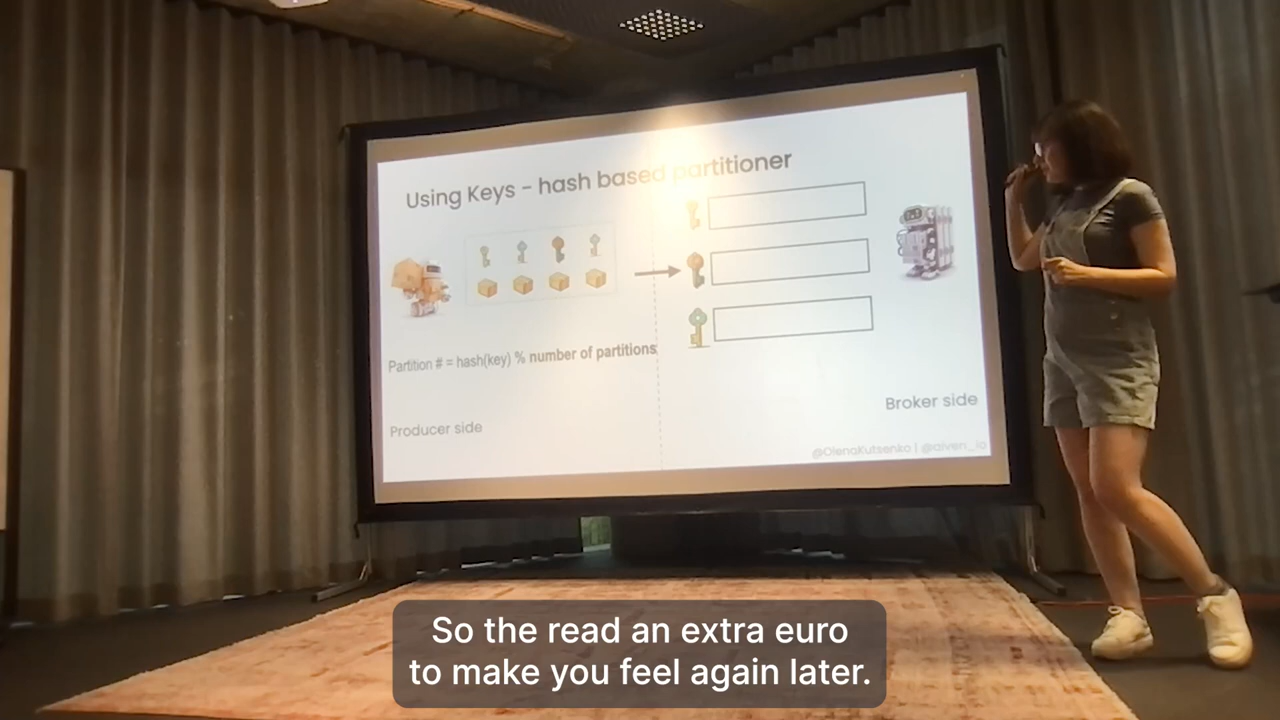 Using Keys - hash based partitioner
Partition # = hash(key) % number of partitions
Producer side
Broker side
@OlenaKutsenko | @aiven_io
So the read an extra euro
to make you feel again later.